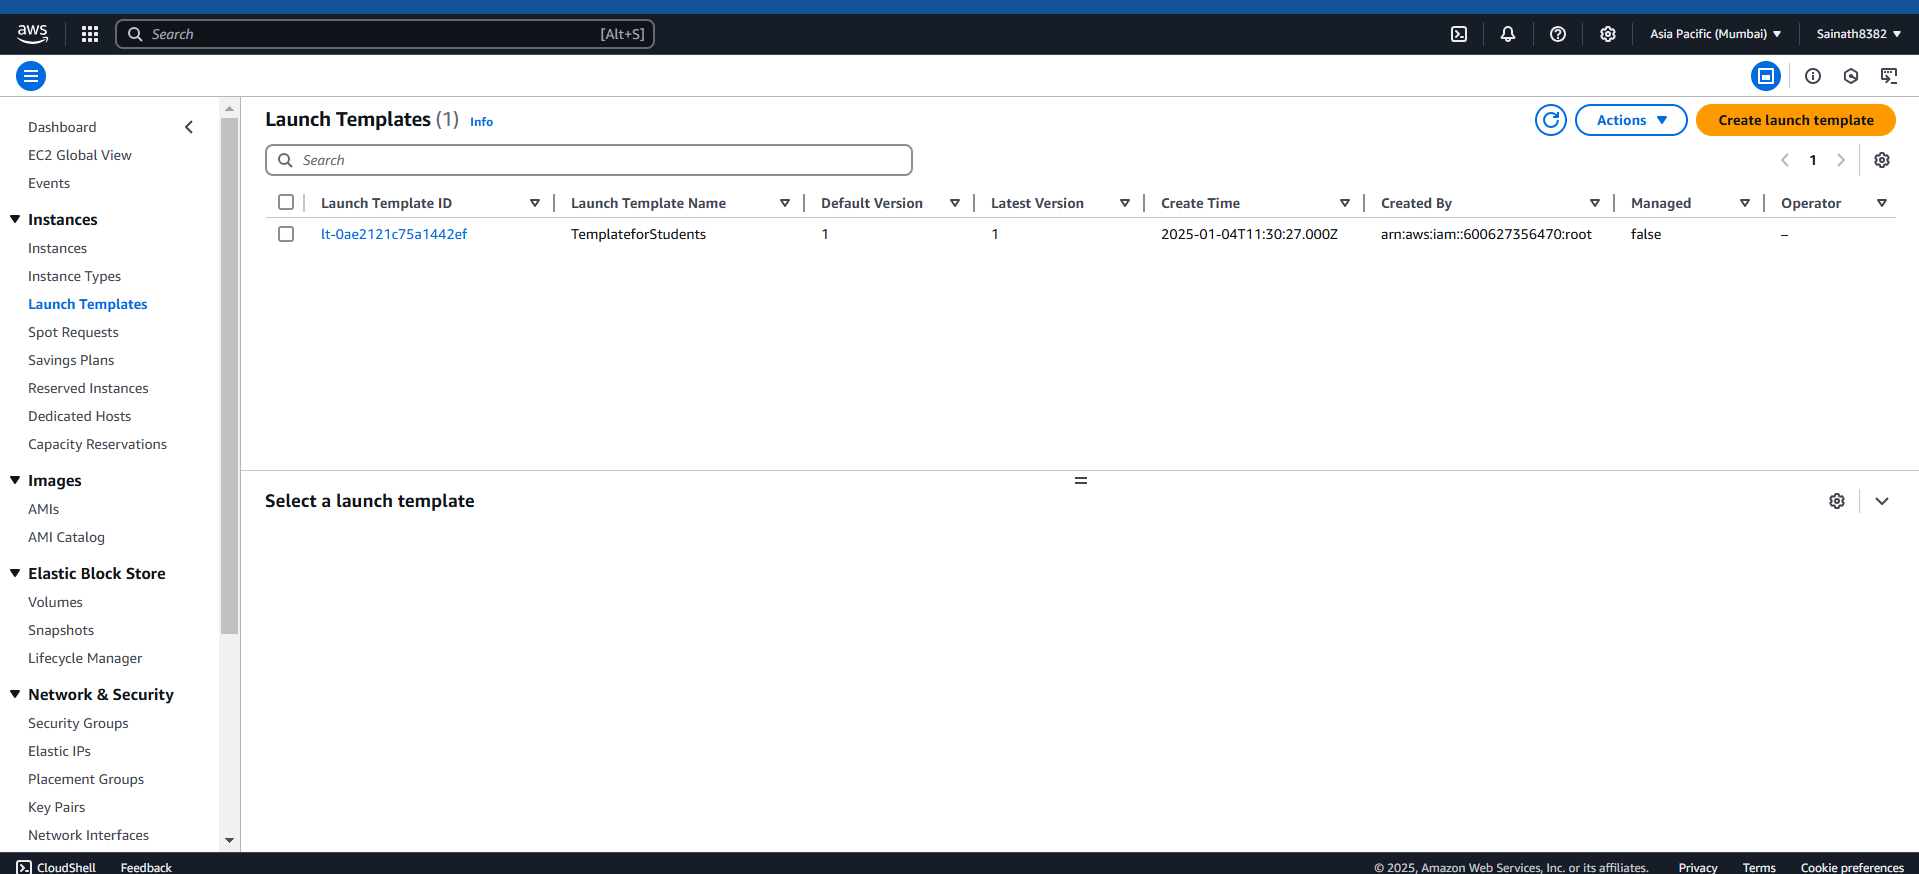 aws
Search [Alt+S]
Asia Pacific (Mumbai)
Sainath8382
Dashboard
EC2 Global View
Events
Instances
Instances
Instance Types
Launch Templates
Spot Requests
Savings Plans
Reserved Instances
Dedicated Hosts
Capacity Reservations
Images
AMIs
AMI Catalog
Elastic Block Store
Volumes
Snapshots
Lifecycle Manager
Network & Security
Security Groups
Elastic IPs
Placement Groups
Key Pairs
Network Interfaces
Launch Templates (1) Info
Actions
Create launch template
Search
1
Launch Template ID Launch Template Name Default Version Latest Version Create Time Created By Managed Operator
lt-0ae2121c75a1442ef TemplateforStudents 1 1 2025-01-04T11:30:27.000Z arn:aws:iam::600627356470:root false –
Select a launch template
CloudShell Feedback © 2025, Amazon Web Services, Inc. or its affiliates. Privacy Terms Cookie preferences